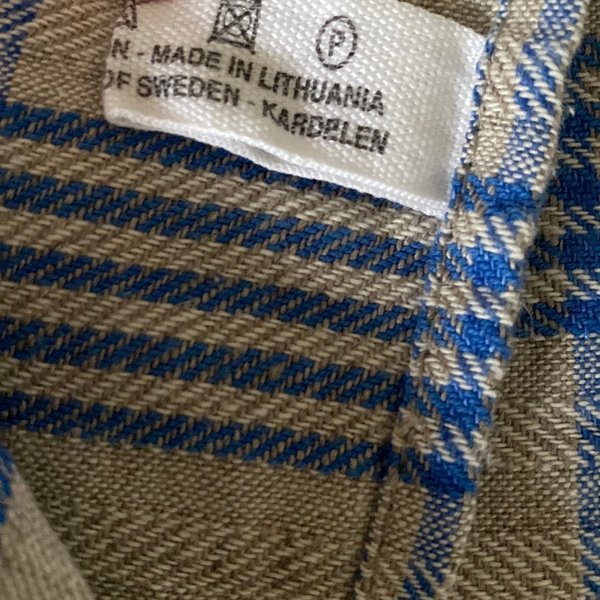 P
N - MADE IN LITHUANIA
OF SWEDEN - KARDELEN